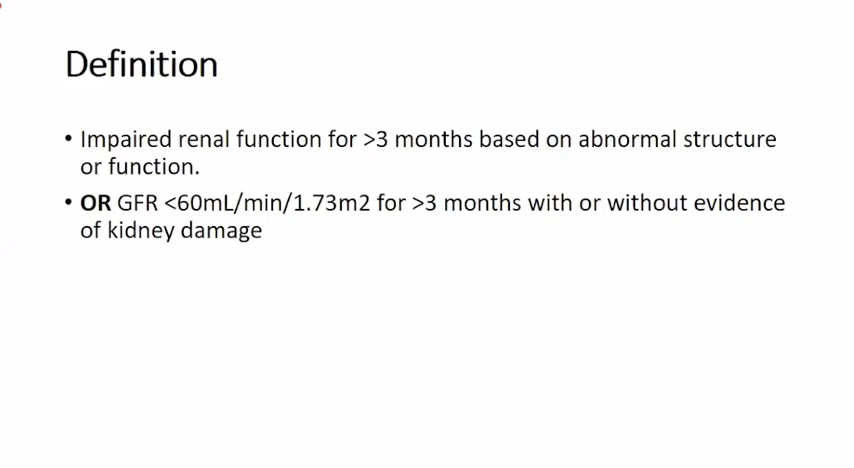 Definition
• Impaired renal function for >3 months based on abnormal structure
or function.
• OR GFR <60mL/min/1.73m2 for >3 months with or without evidence
of kidney damage